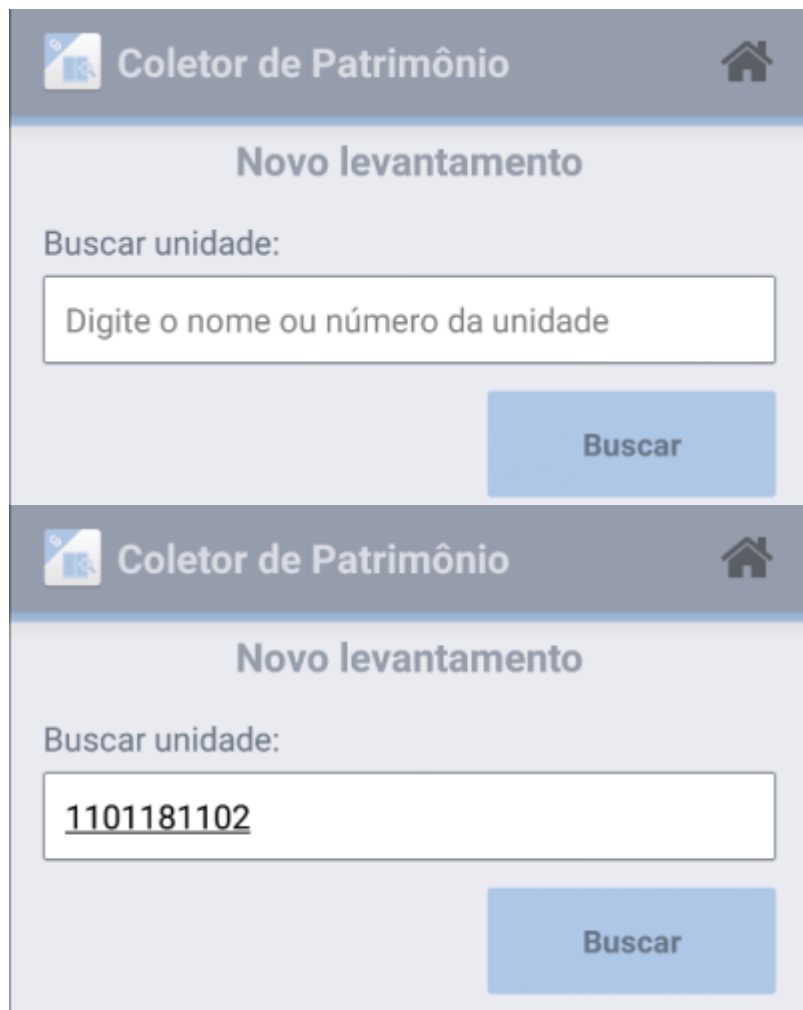 Coletor de Patrimônio
Novo levantamento
Buscar unidade:
Digite o nome ou número da unidade
Buscar
Coletor de Patrimônio
Novo levantamento
Buscar unidade:
1101181102
Buscar